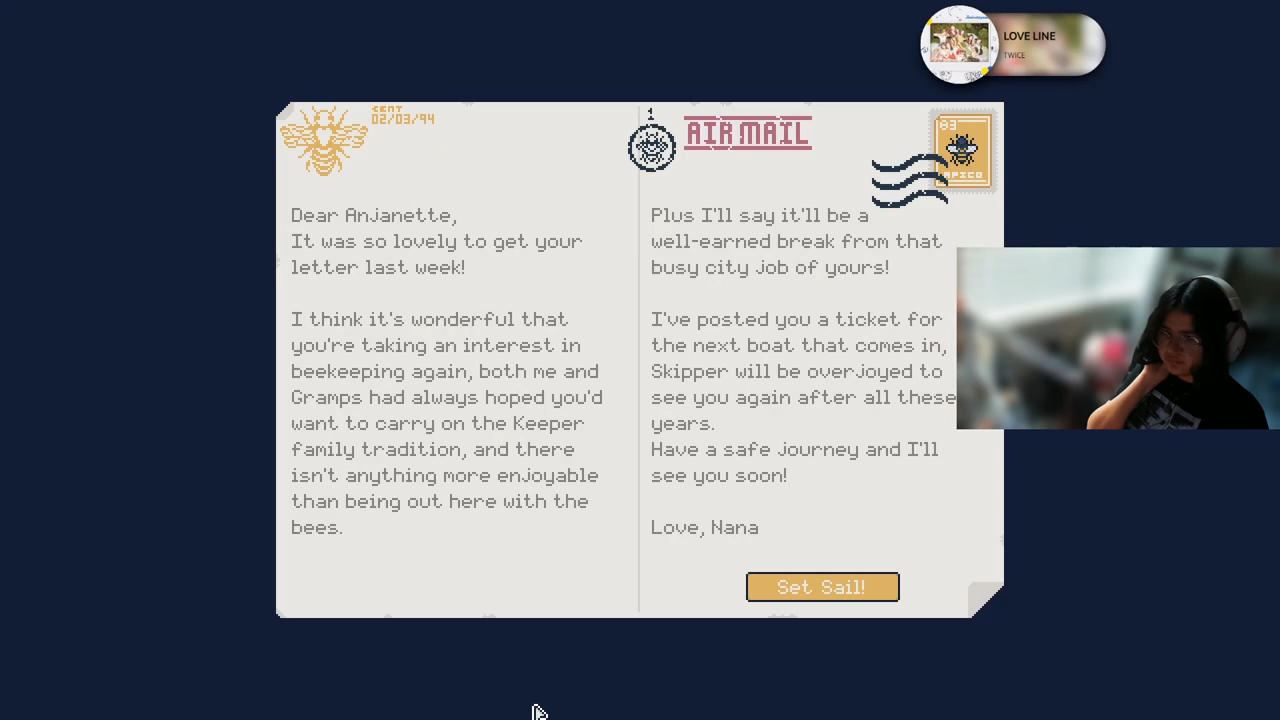 LOVE LINE
TWICE
SENT
02/03/94
1
AIR MAIL
03
APICO
Dear Anjanette,
It was so lovely to get your
letter last week!
I think it's wonderful that
you're taking an interest in
beekeeping again, both me and
Gramps had always hoped you'd
want to carry on the Keeper
family tradition, and there
isn't anything more enjoyable
than being out here with the
bees.
Plus I'll say it'll be a
well-earned break from that
busy city job of yours!
I've posted you a ticket for
the next boat that comes in,
Skipper will be overjoyed to
see you again after all these
years.
Have a safe journey and I'll
see you soon!
Love, Nana
Set Sail!